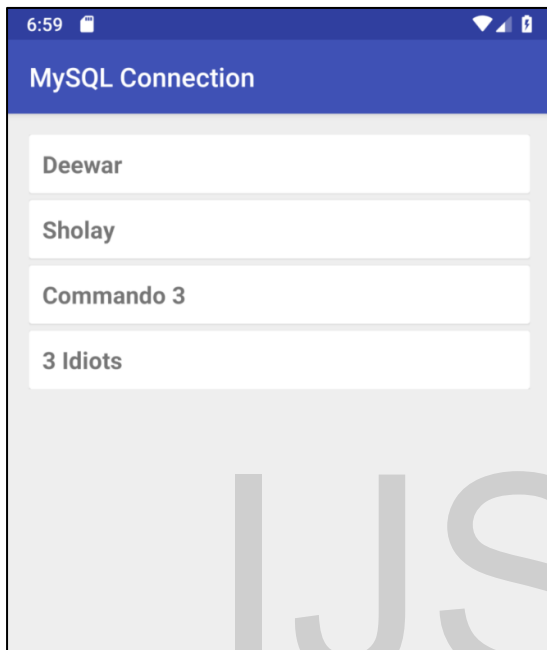 6:59
MySQL Connection
Deewar
Sholay
Commando 3
3 Idiots
IJS